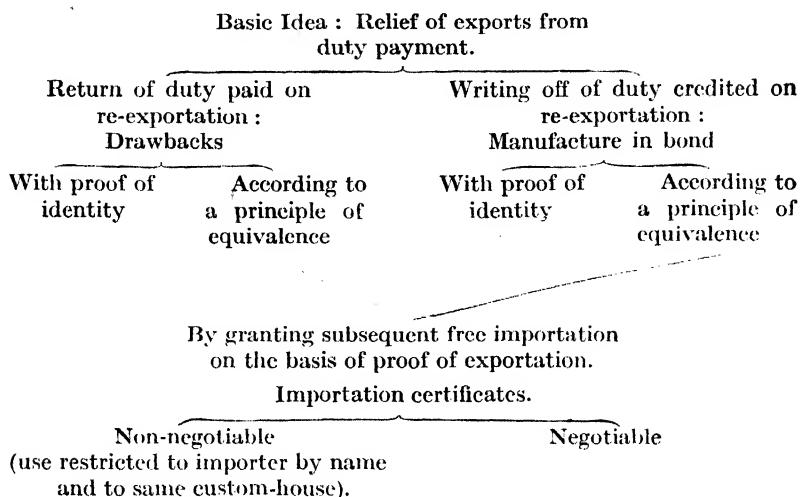 Basic Idea : Relief of exports from
duty payment.
Return of duty paid on
re-exportation :
Drawbacks
Writing off of duty credited on
re-exportation :
Manufacture in bond
With proof of
identity
According to
a principle of
equivalence
With proof of
identity
According to
a principle of
equivalence
By granting subsequent free importation
on the basis of proof of exportation.
Importation certificates.
Non-negotiable
(use restricted to importer by name
and to same custom-house).
Negotiable